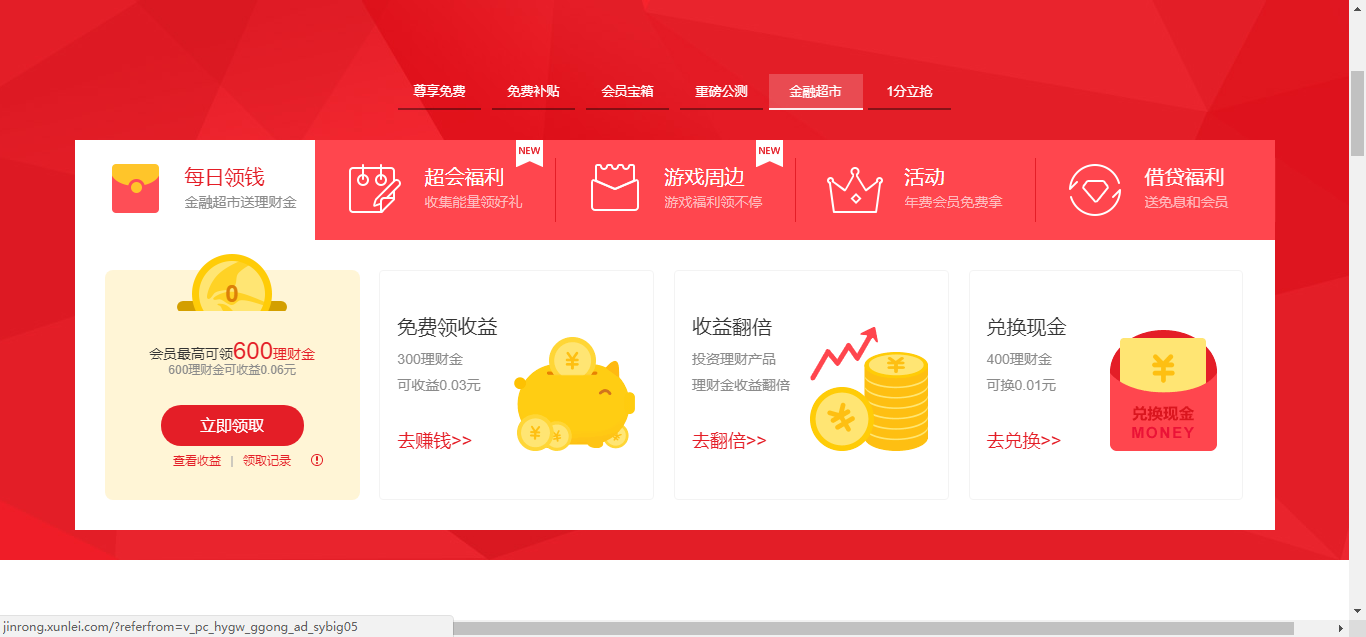 尊享免费
免费补贴
会员宝箱
重磅公测
金融超市
1分立抢
每日领钱
金融超市送理财金
NEW
超会福利
收集能量领好礼
NEW
游戏周边
游戏福利领不停
活动
年费会员免费拿
借贷福利
送免息和会员
0
会员最高可领600理财金
600理财金可收益0.06元
立即领取
查看收益 | 领取记录
免费领收益
300理财金
可收益0.03元
去赚钱>>
收益翻倍
投资理财产品
理财金收益翻倍
去翻倍>>
兑换现金
400理财金
可换0.01元
去兑换>>
¥
¥
¥
¥
¥
¥
¥
兑换现金
MONEY
jinrong.xunlei.com/?referfrom=v_pc_hygw_ggong_ad_sybig05